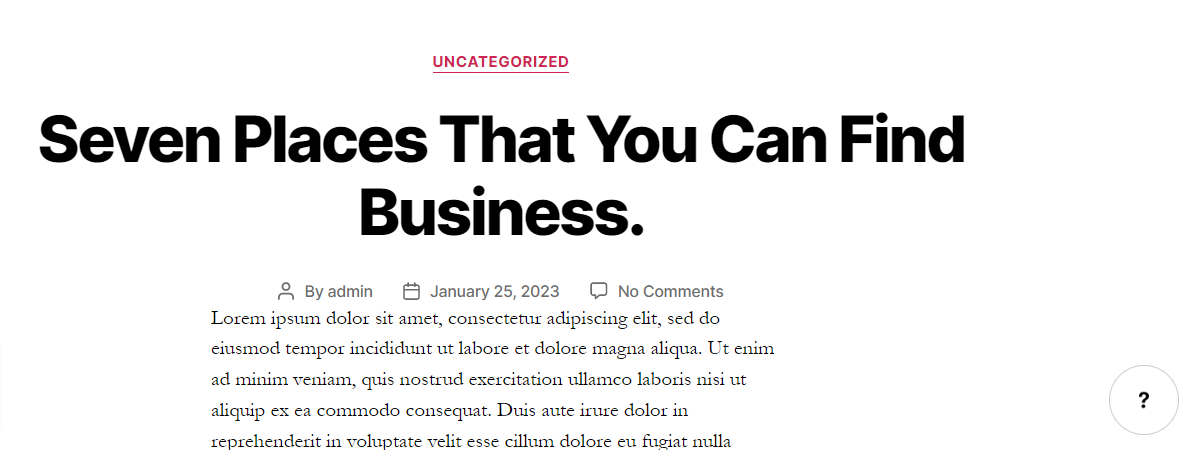 UNCATEGORIZED
Seven Places That You Can Find
Business.
By admin January 25, 2023 No Comments
Lorem ipsum dolor sit amet, consectetur adipiscing elit, sed do
eiusmod tempor incididunt ut labore et dolore magna aliqua. Ut enim
ad minim veniam, quis nostrud exercitation ullamco laboris nisi ut
aliquip ex ea commodo consequat. Duis aute irure dolor in
reprehenderit in voluptate velit esse cillum dolore eu fugiat nulla
?